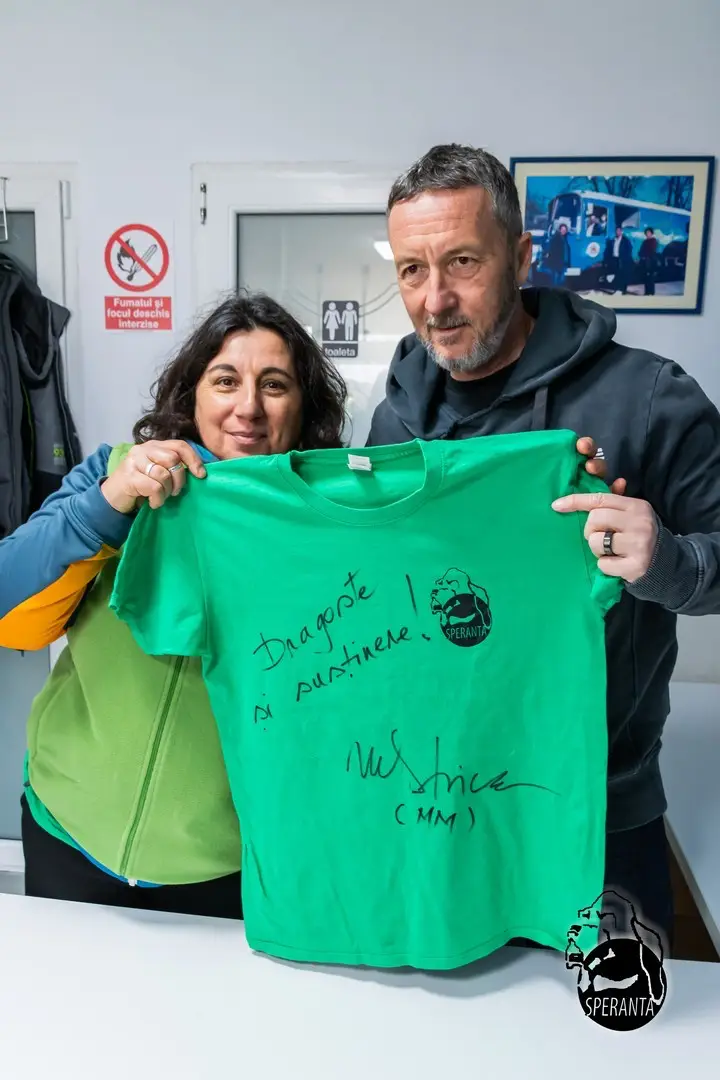 Fumatul și
focul deschis
interzise
toaleta
Dragoste
și susținere!
SPERANTA
(MM)
SPERANTA